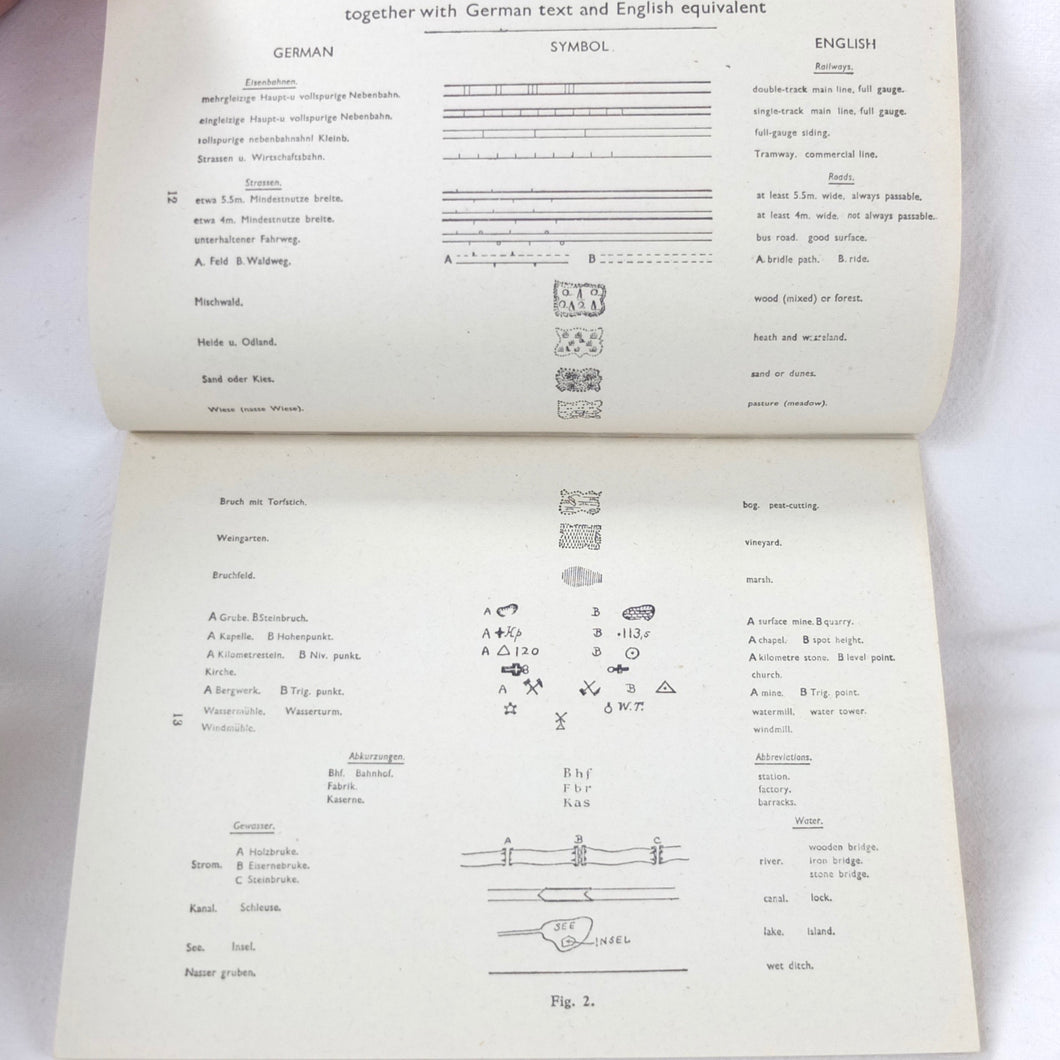 together with German text and English equivalent
GERMAN SYMBOL. ENGLISH
Eisenbahnen. Railways.
mehrgleizige Haupt-u vollspurige Nebenbahn. double-track main line, full gauge.
eingleizige Haupt-u vollspurige Nebenbahn. single-track main line, full gauge.
vollspurige nebenbahnahnl Kleinb. full-gauge siding.
Strassen u. Wirtschaftsbahn. Tramway. commercial line.
Strassen. Roads.
12
etwa 5.5m. Mindestnutze breite. at least 5.5m. wide, always passable.
etwa 4m. Mindestnutze breite. at least 4m. wide. not always passable.
unterhaltener Fahrweg. bus road. good surface.
A. Feld B. Waldweg. A B A. bridle path. B. ride.
Mischwald. wood (mixed) or forest.
Heide u. Odland. heath and wasteland.
Sand oder Kies. sand or dunes.
Wiese (nasse Wiese). pasture (meadow).
Bruch mit Torfstich. bog. peat-cutting.
Weingarten. vineyard.
Bruchfeld. marsh.
A Grube. B Steinbruch. A B A surface mine. B quarry.
A Kapelle. B Hohenpunkt. A Kp B .113,5 A chapel. B spot height.
A Kilometrestein. B Niv. punkt. A 120 B A kilometre stone. B level point.
Kirche. church.
A Bergwerk. B Trig. punkt. A B A mine. B Trig. point.
Wassermühle. Wasserturm. W.T. watermill. water tower.
13
Windmühle. windmill.
Abkurzungen. Abbreviations.
Bhf. Bahnhof. Bhf station.
Fabrik. Fbr factory.
Kaserne. Kas barracks.
Gewasser. Water.
A B C
Strom. A Holzbruke. B Eisernebruke. C Steinbruke. river. wooden bridge. iron bridge. stone bridge.
Kanal. Schleuse. canal. lock.
See. Insel. SEE INSEL lake. Island.
Nasser gruben. wet ditch.
Fig. 2.